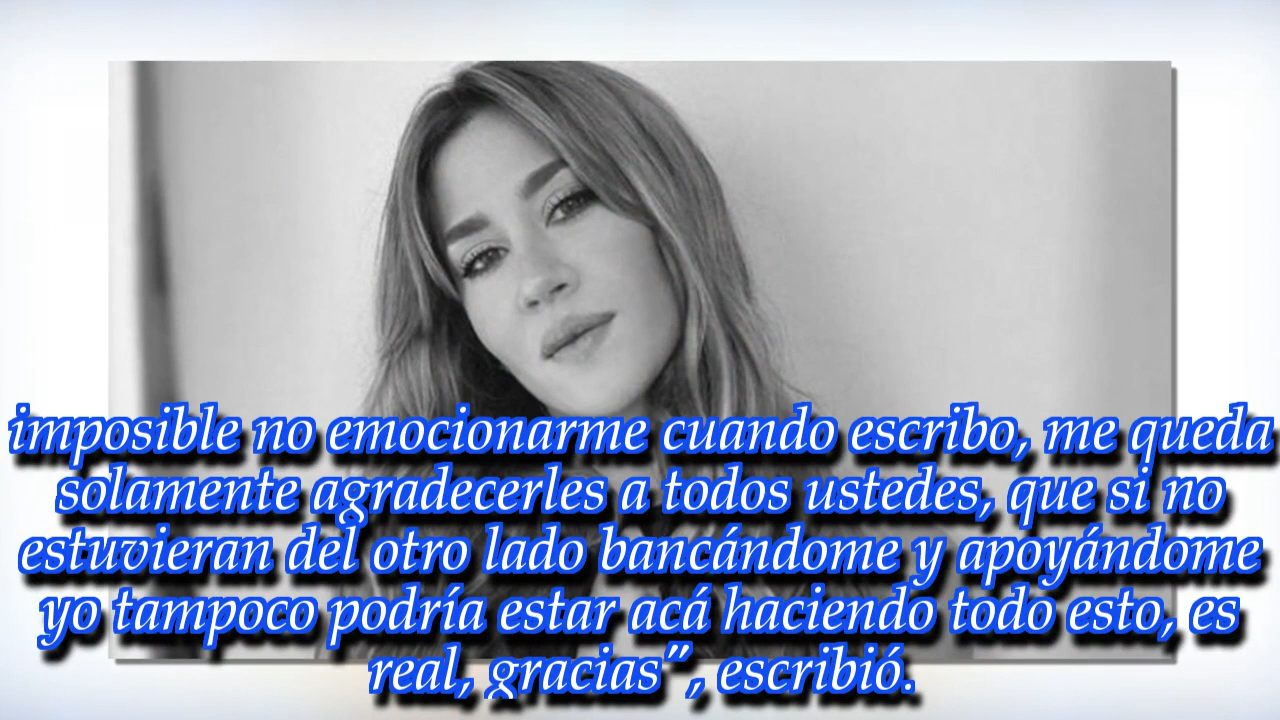 imposible no emocionarme cuando escribo, me queda
solamente agradecerles a todos ustedes, que si no
estuvieran del otro lado bancándome y apoyándome
yo tampoco podría estar acá haciendo todo esto, es
real, gracias”, escribió.